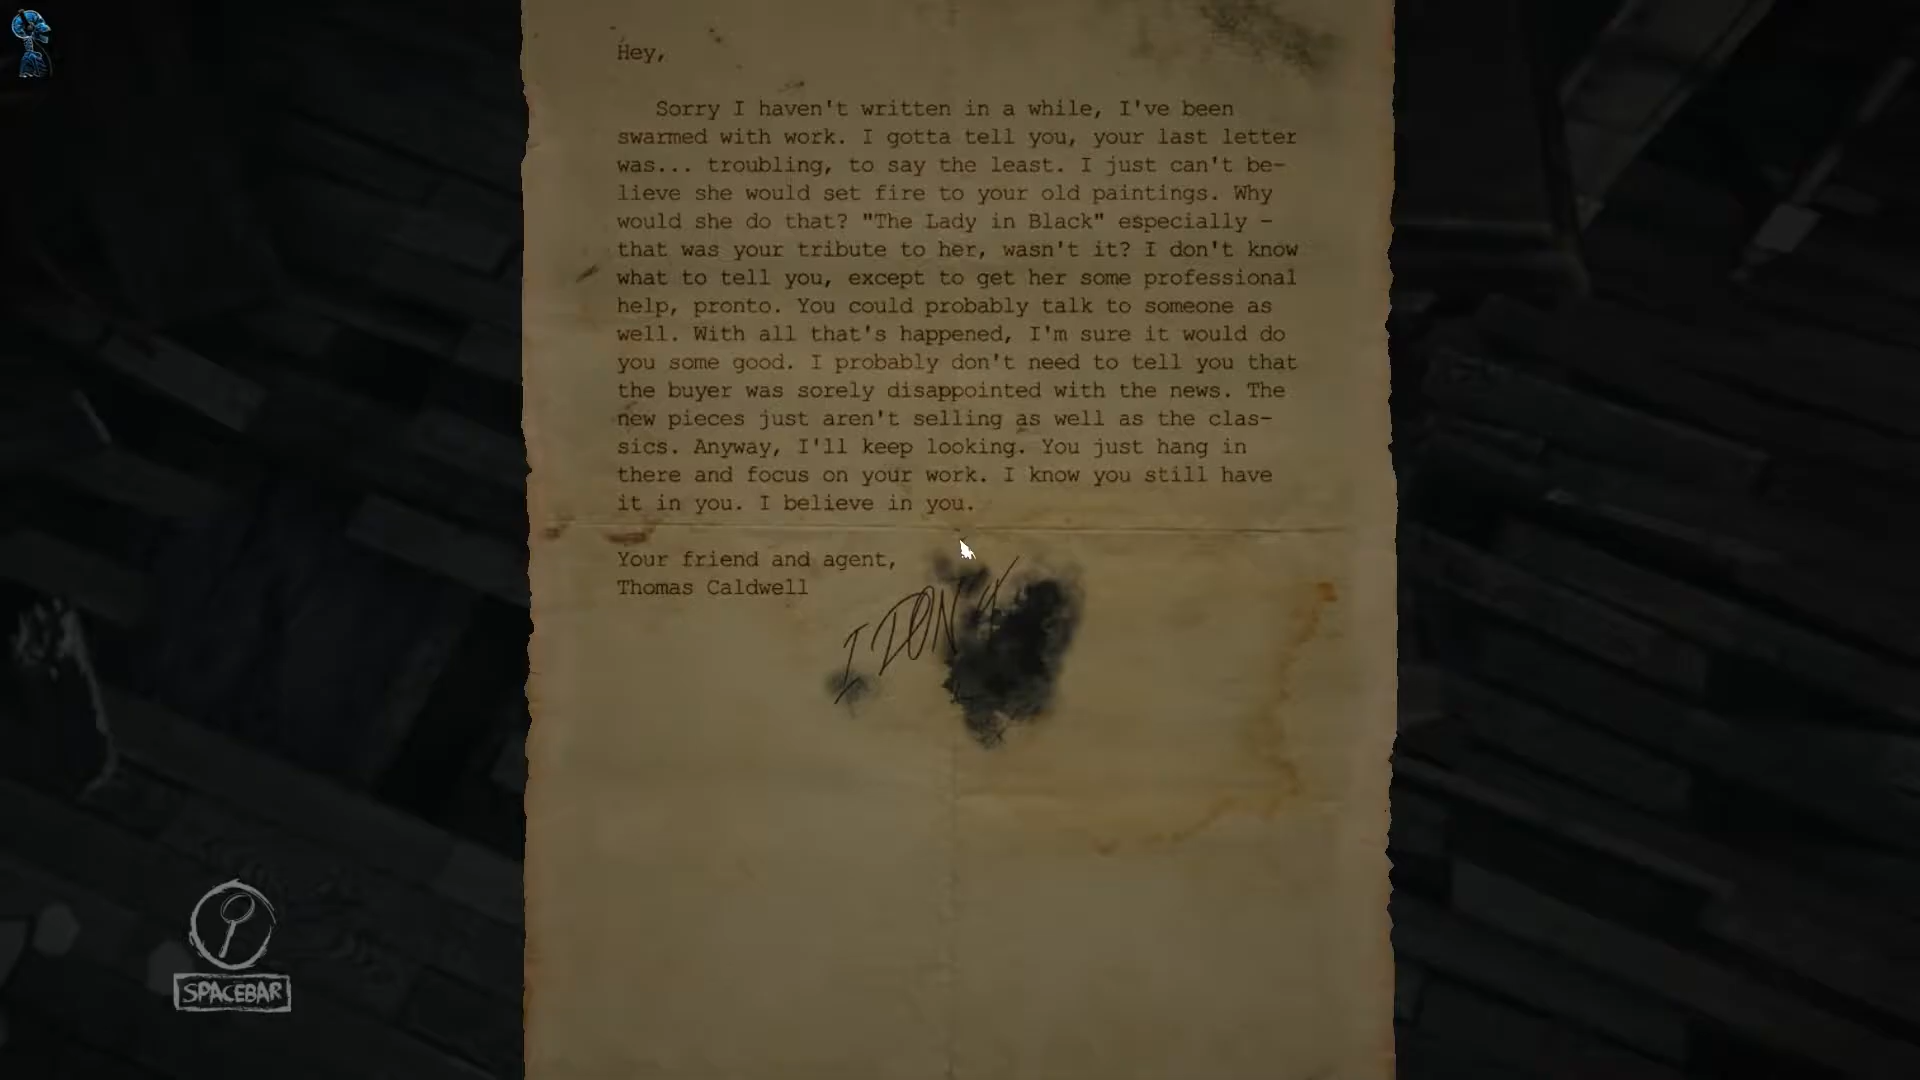 Hey,
Sorry I haven't written in a while, I've been
swarmed with work. I gotta tell you, your last letter
was... troubling, to say the least. I just can't be-
lieve she would set fire to your old paintings. Why
would she do that? "The Lady in Black" especially -
that was your tribute to her, wasn't it? I don't know
what to tell you, except to get her some professional
help, pronto. You could probably talk to someone as
well. With all that's happened, I'm sure it would do
you some good. I probably don't need to tell you that
the buyer was sorely disappointed with the news. The
new pieces just aren't selling as well as the clas-
sics. Anyway, I'll keep looking. You just hang in
there and focus on your work. I know you still have
it in you. I believe in you.
Your friend and agent,
Thomas Caldwell
I DON'T
SPACEBAR